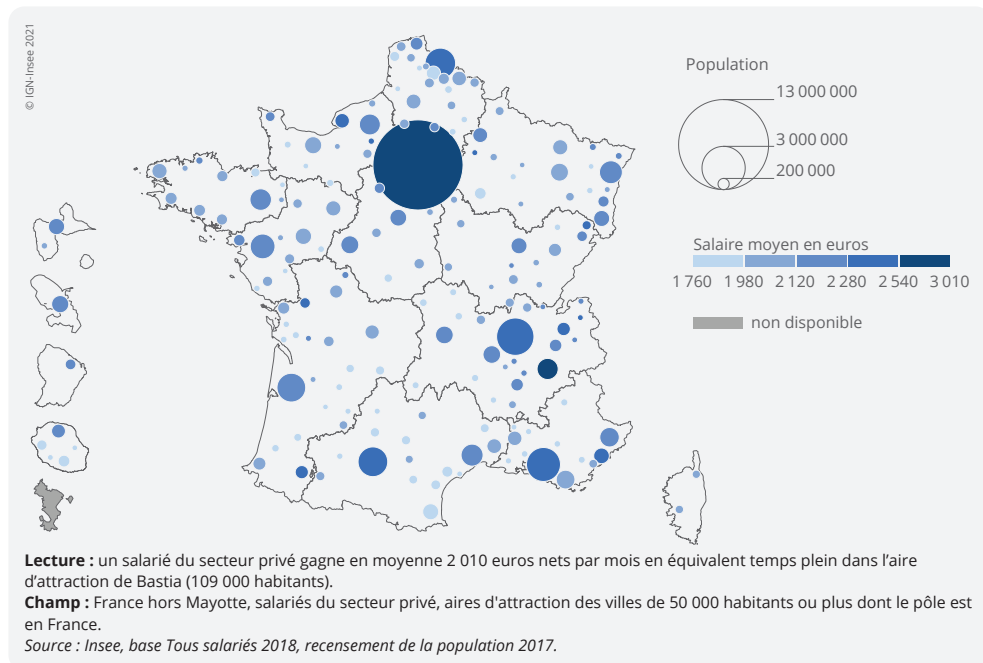 © IGN-Insee 2021
Population
13 000 000
3 000 000
200 000
Salaire moyen en euros
1 760 1 980 2 120 2 280 2 540 3 010
non disponible
Lecture : un salarié du secteur privé gagne en moyenne 2 010 euros nets par mois en équivalent temps plein dans l’aire
d’attraction de Bastia (109 000 habitants).
Champ : France hors Mayotte, salariés du secteur privé, aires d'attraction des villes de 50 000 habitants ou plus dont le pôle est
en France.
Source : Insee, base Tous salariés 2018, recensement de la population 2017.